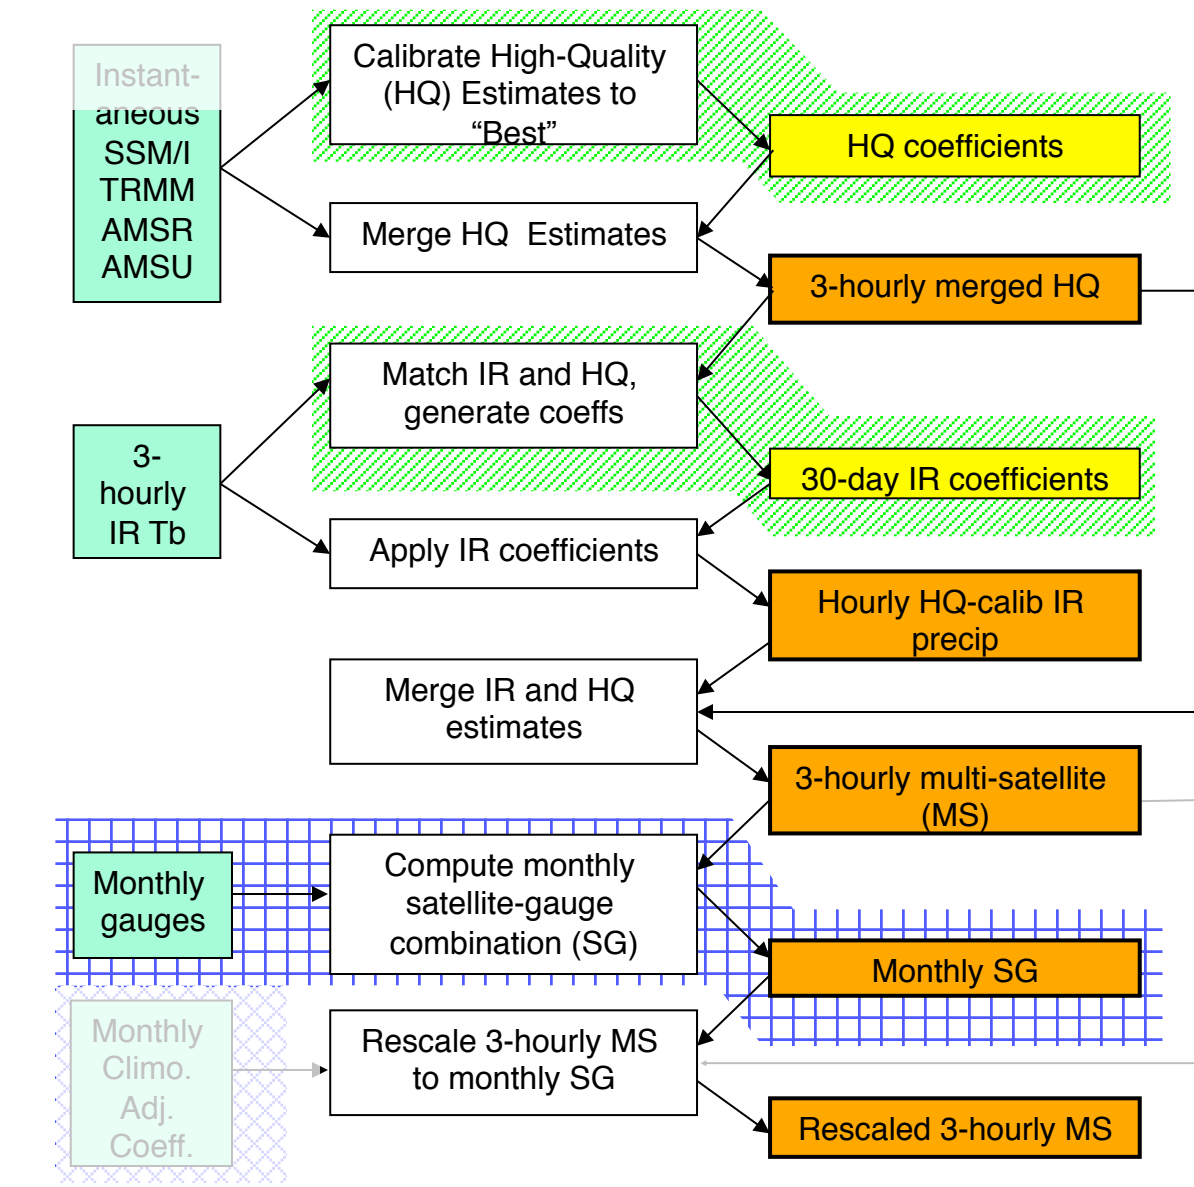 Instant-
aneous
SSM/I
TRMM
AMSR
AMSU
Calibrate High-Quality
(HQ) Estimates to
“Best”
HQ coefficients
Merge HQ Estimates
3-hourly merged HQ
Match IR and HQ,
generate coeffs
3-
hourly
IR Tb
30-day IR coefficients
Apply IR coefficients
Hourly HQ-calib IR
precip
Merge IR and HQ
estimates
3-hourly multi-satellite
(MS)
Monthly
gauges
Compute monthly
satellite-gauge
combination (SG)
Monthly SG
Monthly
Climo.
Adj.
Coeff.
Rescale 3-hourly MS
to monthly SG
Rescaled 3-hourly MS